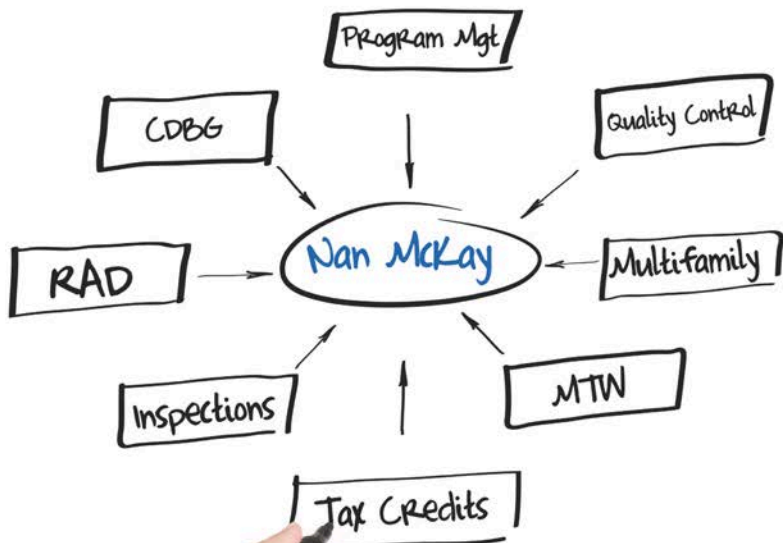 Program Mgt
CDBG
Quality Control
Nan McKay
RAD
Multifamily
Inspections
MTW
Tax Credits